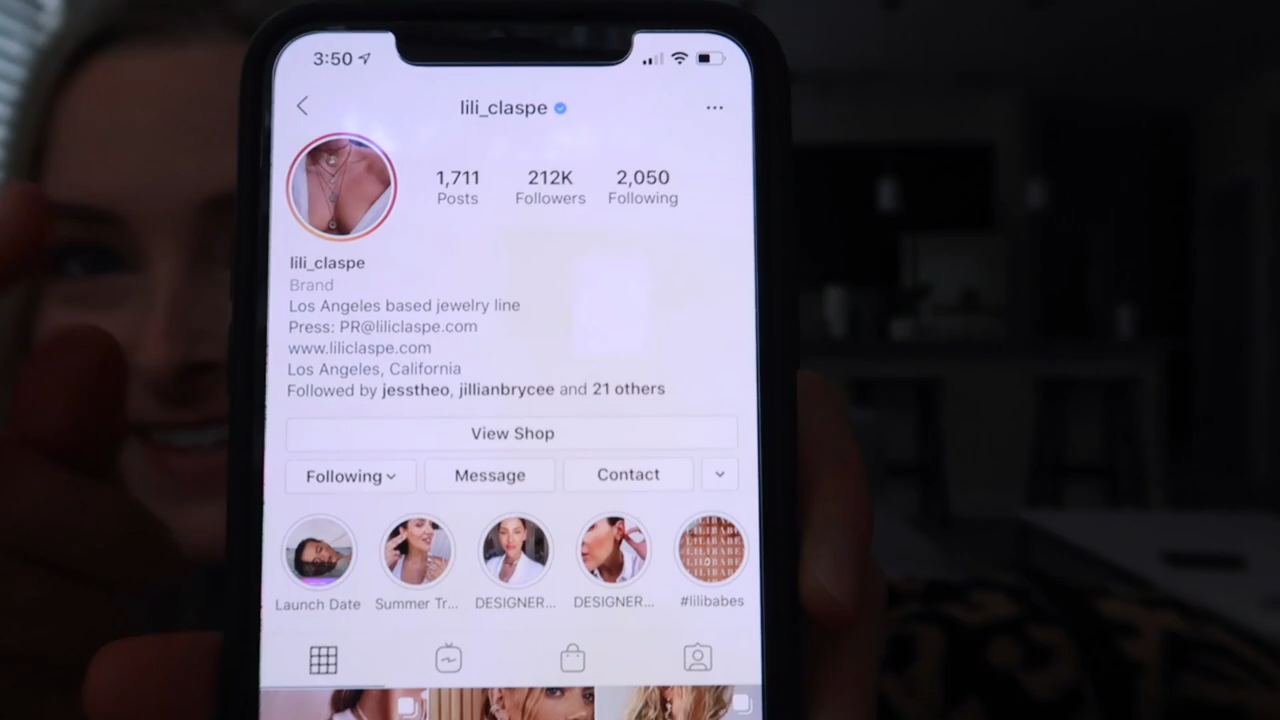 3:50
lili_claspe
1,711 212K 2,050
Posts Followers Following
lili_claspe
Brand
Los Angeles based jewelry line
Press: PR@liliclaspe.com
www.liliclaspe.com
Los Angeles, California
Followed by jesstheo, jillianbrycee and 21 others
View Shop
Following Message Contact
Launch Date Summer Tr... DESIGNER... DESIGNER... #lilibabes